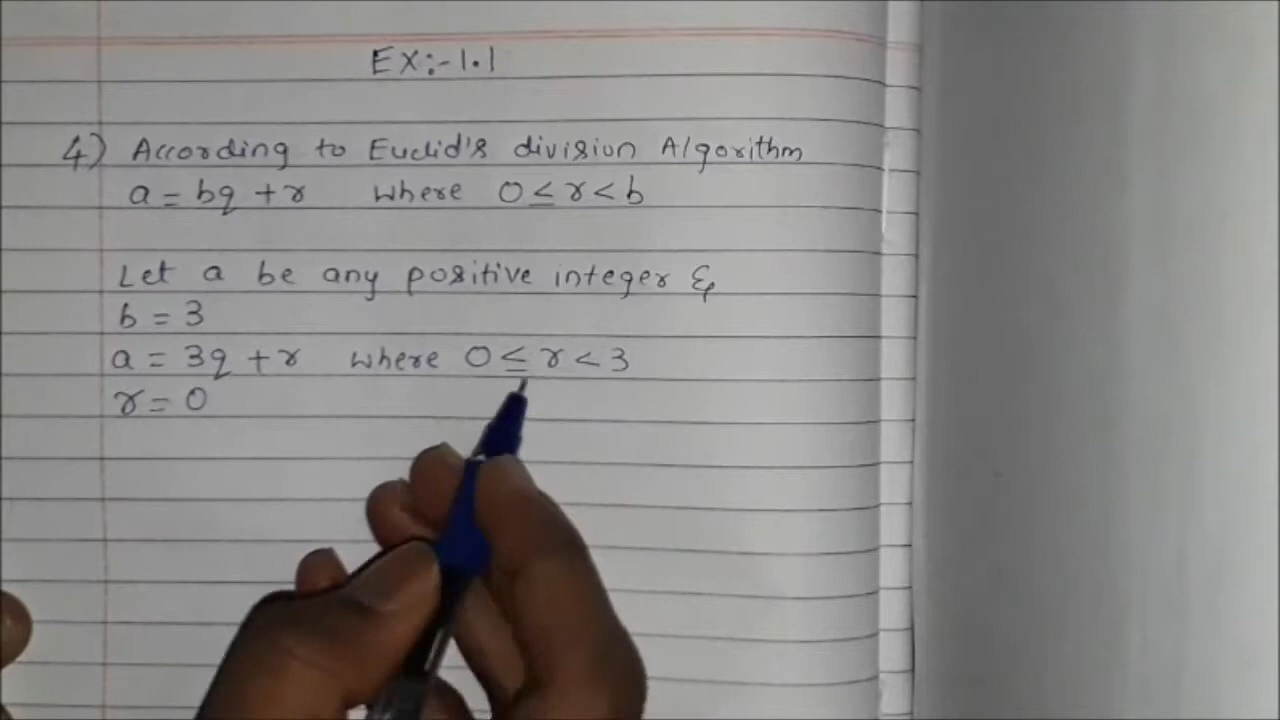 EX:-1.1
4) According to Euclid's division Algorithm
a = bq + r where 0 ≤ r < b
Let a be any positive integer &
b = 3
a = 3q + r where 0 ≤ r < 3
r = 0